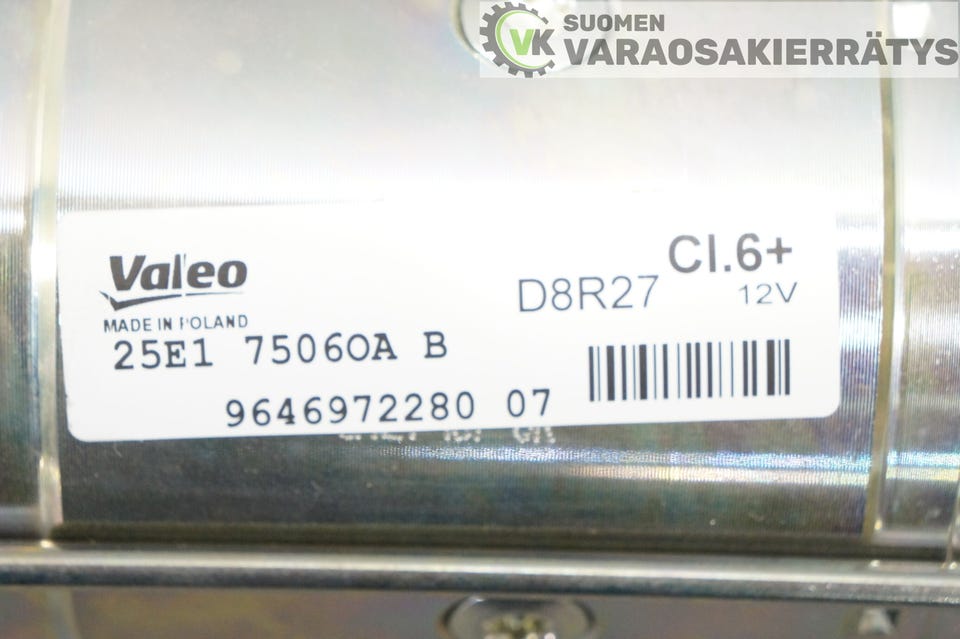 SUOMEN
VK VARAOSAKIERRÄTYS
Valeo
MADE IN POLAND
Cl.6+
D8R27
12V
25E1 75060A B
9646972280 07